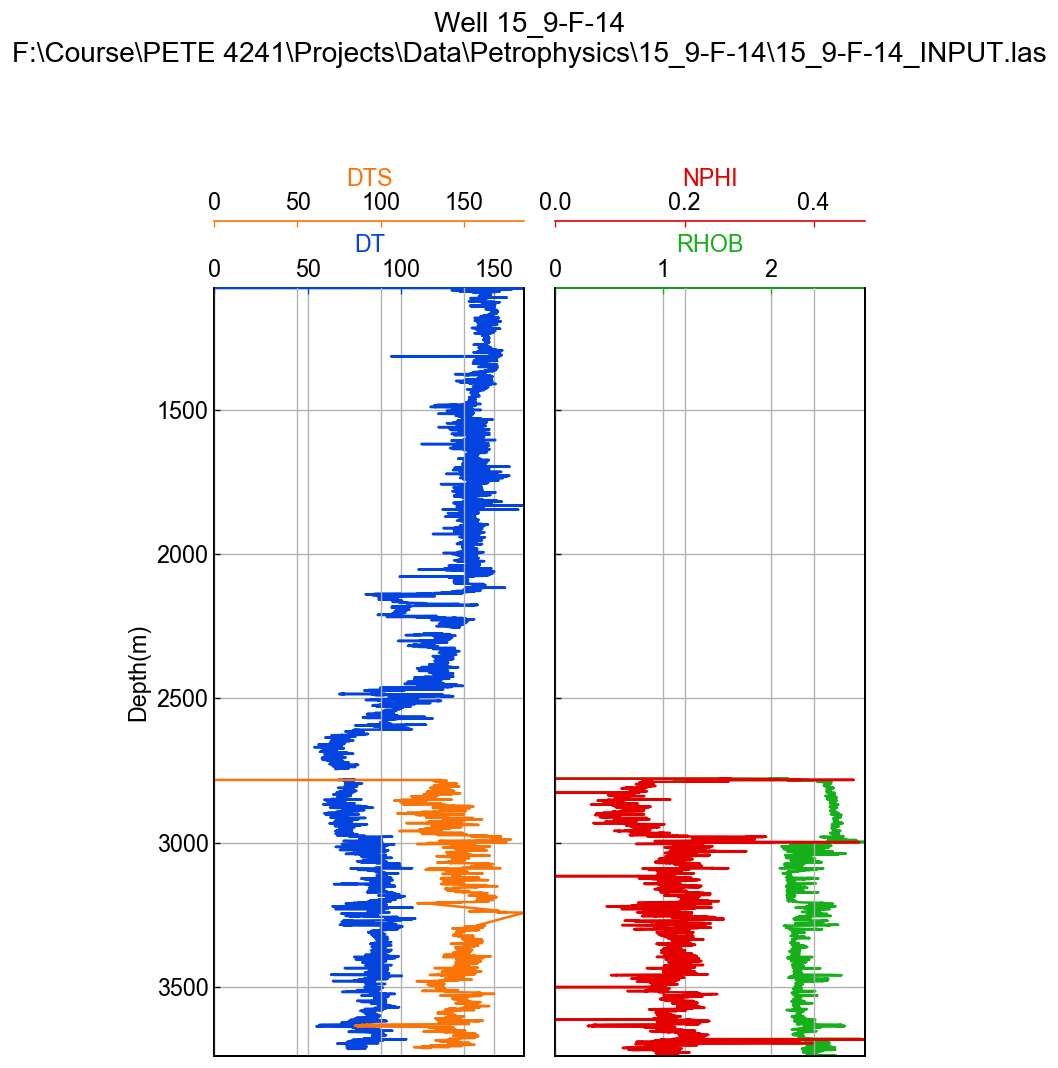 Well 15_9-F-14
F:\Course\PETE 4241\Projects\Data\Petrophysics\15_9-F-14\15_9-F-14_INPUT.las
DTS
0 50 100 150
DT
0 50 100 150
NPHI
0.0 0.2 0.4
RHOB
0 1 2
Depth(m)
1500
2000
2500
3000
3500